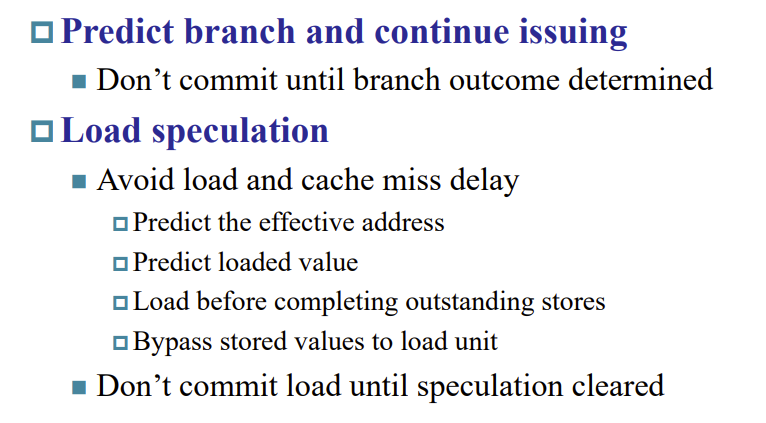 Predict branch and continue issuing
Don’t commit until branch outcome determined
Load speculation
Avoid load and cache miss delay
Predict the effective address
Predict loaded value
Load before completing outstanding stores
Bypass stored values to load unit
Don’t commit load until speculation cleared